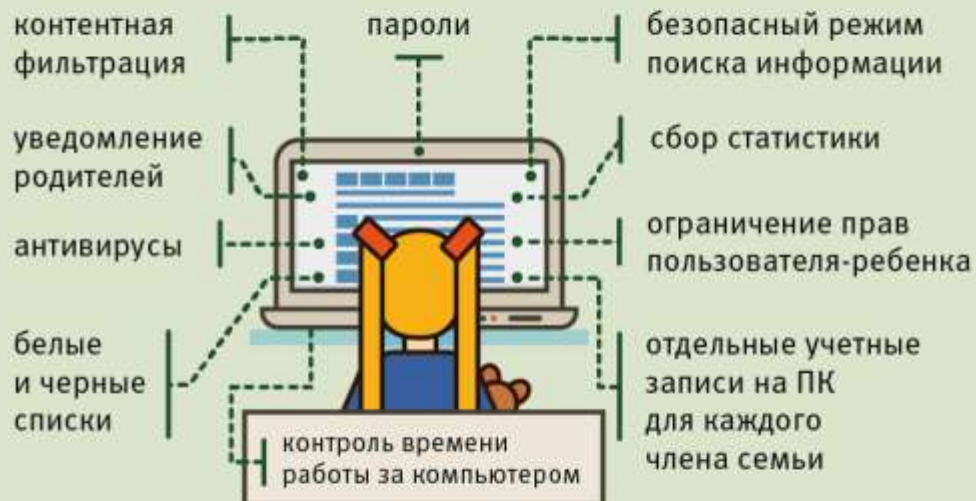 контентная
фильтрация
пароли
безопасный режим
поиска информации
уведомление
родителей
сбор статистики
антивирусы
ограничение прав
пользователя-ребенка
белые
и черные
списки
отдельные учетные
записи на ПК
для каждого
члена семьи
контроль времени
работы за компьютером